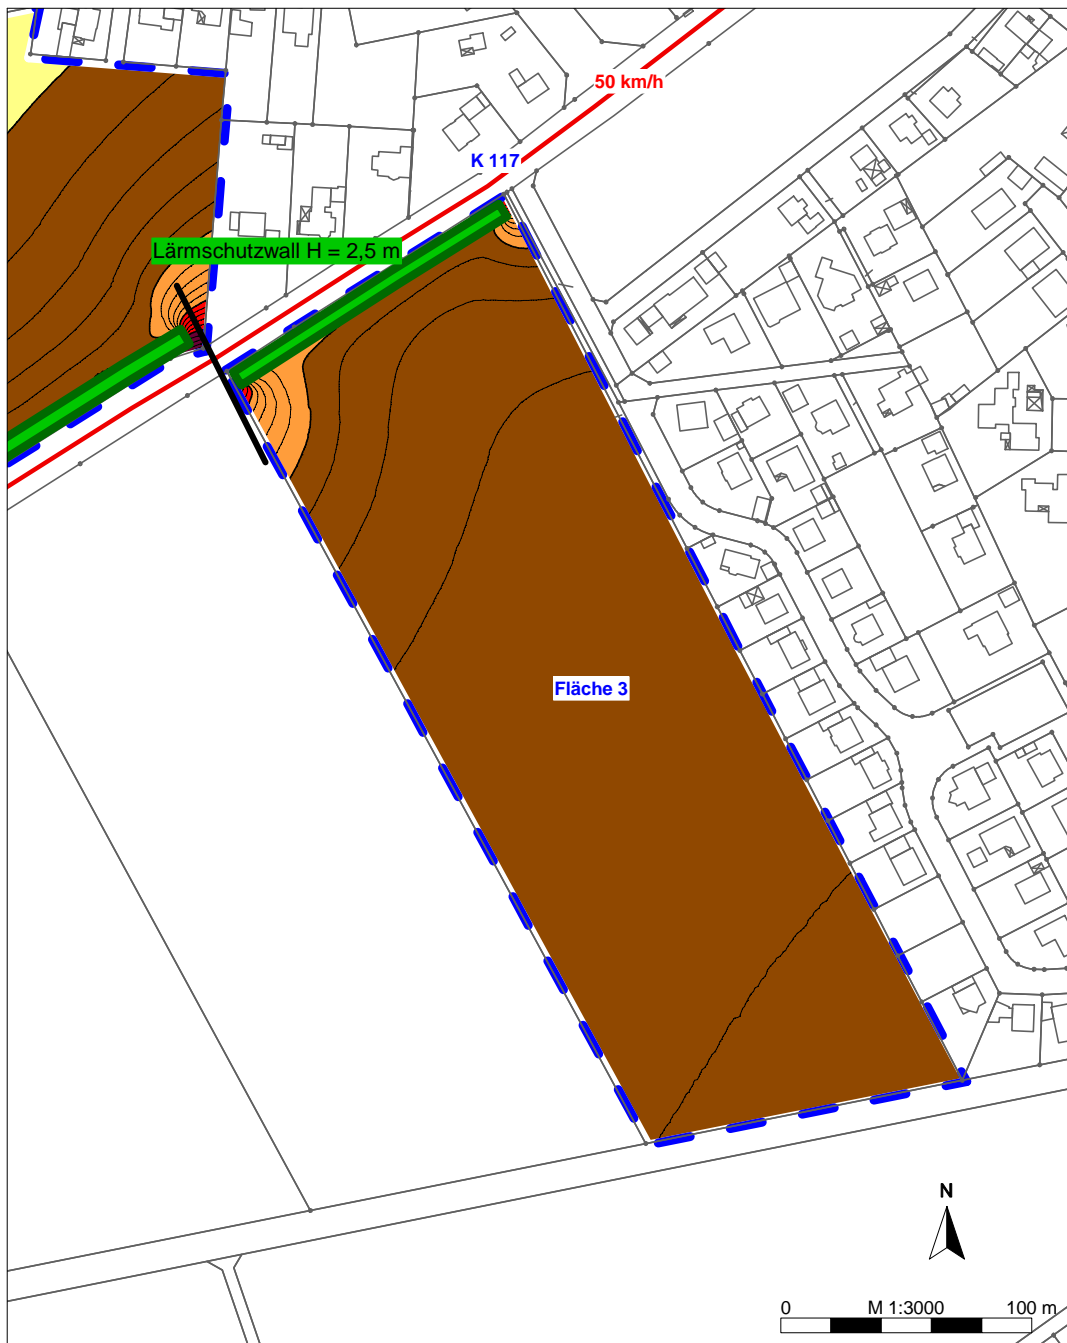 50 km/h
K 117
Lärmschutzwall H = 2,5 m
Fläche 3
N
0 M 1:3000 100 m